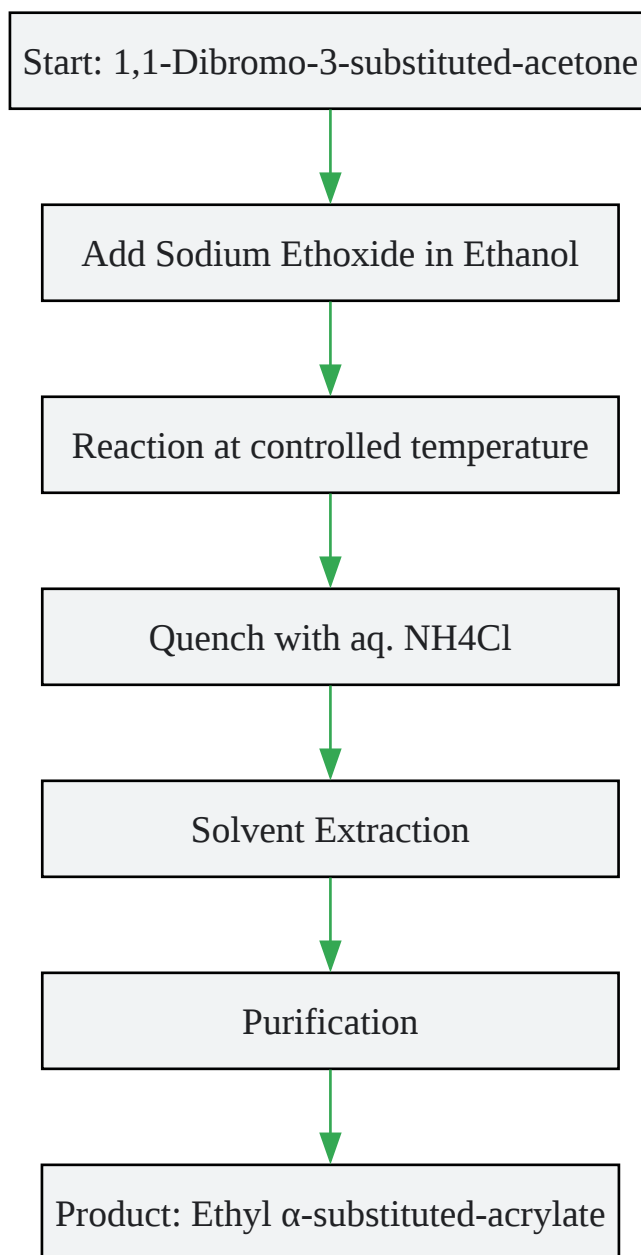 Start: 1,1-Dibromo-3-substituted-acetone
Add Sodium Ethoxide in Ethanol
Reaction at controlled temperature
Quench with aq. NH4Cl
Solvent Extraction
Purification
Product: Ethyl α-substituted-acrylate